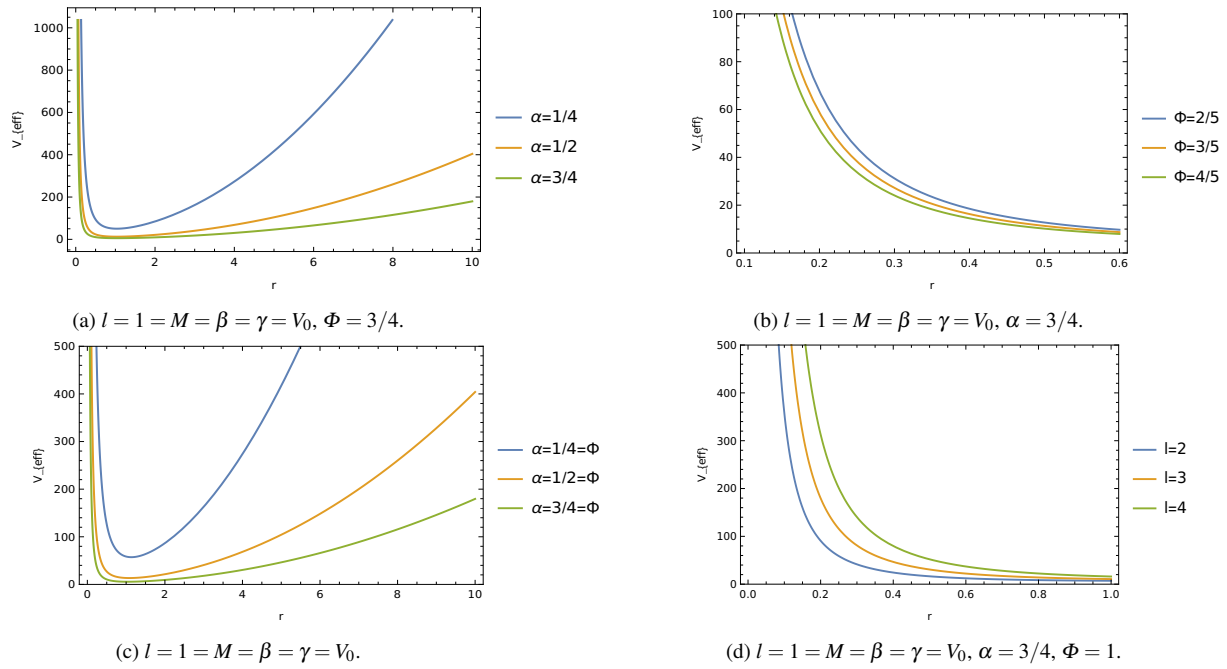 1000
800
600
400
200
0
V_{eff}
0 2 4 6 8 10
r
α=1/4
α=1/2
α=3/4
(a) l = 1 = M = β = γ = V₀, Φ = 3/4.
100
80
60
40
20
0
V_{eff}
0.1 0.2 0.3 0.4 0.5 0.6
r
Φ=2/5
Φ=3/5
Φ=4/5
(b) l = 1 = M = β = γ = V₀, α = 3/4.
500
400
300
200
100
0
V_{eff}
0 2 4 6 8 10
r
α=1/4=Φ
α=1/2=Φ
α=3/4=Φ
(c) l = 1 = M = β = γ = V₀.
500
400
300
200
100
0
V_{eff}
0.0 0.2 0.4 0.6 0.8 1.0
r
l=2
l=3
l=4
(d) l = 1 = M = β = γ = V₀, α = 3/4, Φ = 1.